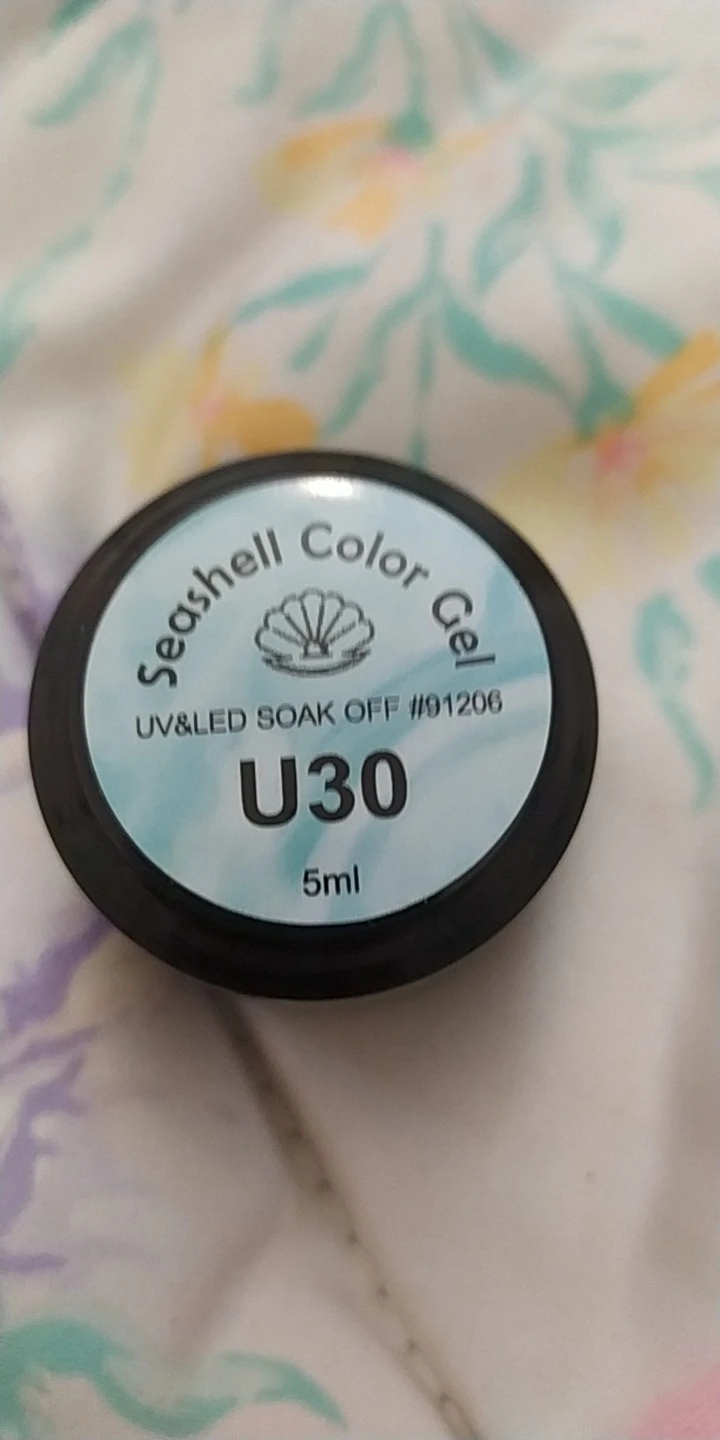 Seashell Color Gel
UV&LED SOAK OFF #91206
U30
5ml